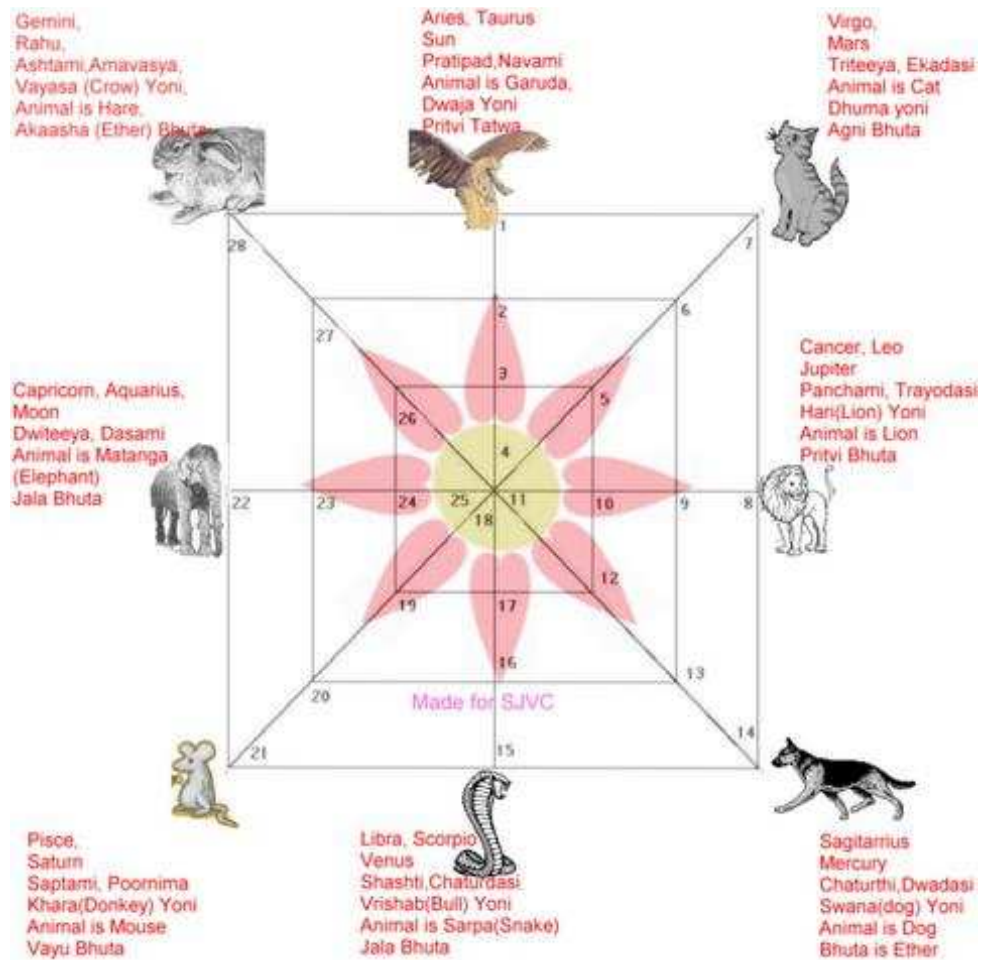 Gemini,
Rahu,
Ashtami,Amavasya,
Vayasa (Crow) Yoni,
Animal is Hare,
Akaasha (Ether) Bhuta
Aries, Taurus
Sun
Pratipad,Navami
Animal is Garuda,
Dwaja Yoni
Pritvi Tatwa
Virgo,
Mars
Triteeya, Ekadasi
Animal is Cat
Dhuma yoni
Agni Bhuta
1
7
28
2
6
27
3
5
26
Cancer, Leo
Jupiter
Panchami, Trayodasi
Hari(Lion) Yoni
Animal is Lion
Pritvi Bhuta
Capricorn, Aquarius,
Moon
Dwiteeya, Dasami
Animal is Matanga
(Elephant)
Jala Bhuta
4
22
23
24
25
11
10
9
8
18
12
19
17
16
13
20
Made for SJVC
14
21
15
Pisce,
Saturn
Saptami, Poornima
Khara(Donkey) Yoni
Animal is Mouse
Vayu Bhuta
Libra, Scorpio
Venus
Shashti,Chaturdasi
Vrishab(Bull) Yoni
Animal is Sarpa(Snake)
Jala Bhuta
Sagitarrius
Mercury
Chaturthi,Dwadasi
Swana(dog) Yoni
Animal is Dog
Bhuta is Ether